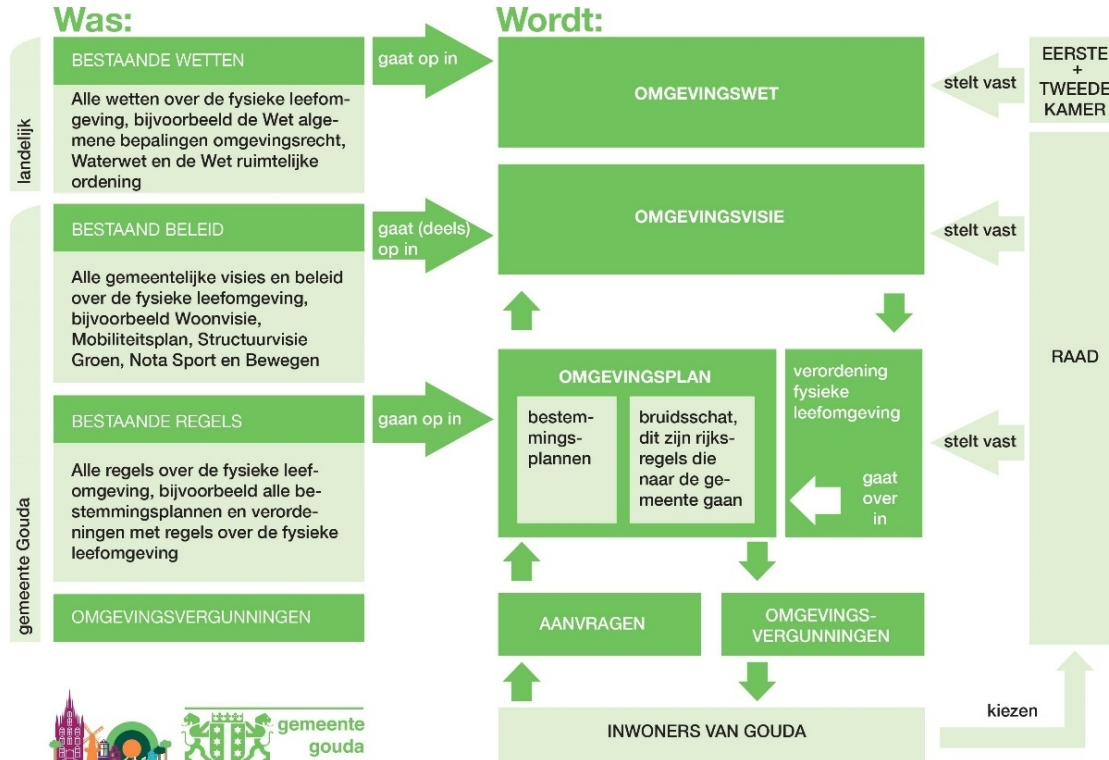 Was:
BESTAANDE WETTEN
Alle wetten over de fysieke leefom-
geving, bijvoorbeeld de Wet alge-
mene bepalingen omgevingsrecht,
Waterwet en de Wet ruimtelijke
ordening
landelijk
gaat op in
BESTAAND BELEID
Alle gemeentelijke visies en beleid
over de fysieke leefomgeving,
bijvoorbeeld Woonvisie,
Mobiliteitsplan, Structuurvisie
Groen, Nota Sport en Bewegen
gaat (deels)
op in
BESTAANDE REGELS
Alle regels over de fysieke leef-
omgeving, bijvoorbeeld alle be-
stemmingsplannen en verorde-
ningen met regels over de fysieke
leefomgeving
gaan op in
OMGEVINGSVERGUNNINGEN
gemeente Gouda
Wordt:
OMGEVINGSWET
stelt vast
EERSTE
+
TWEEDE
KAMER
OMGEVINGSVISIE
stelt vast
OMGEVINGSPLAN
bestem-
mings-
plannen
bruidsschat,
dit zijn rijks-
regels die
naar de ge-
meente gaan
verordening
fysieke
leefomgeving
gaat
over
in
stelt vast
RAAD
AANVRAGEN
OMGEVINGS-
VERGUNNINGEN
INWONERS VAN GOUDA
kiezen
gemeente
gouda